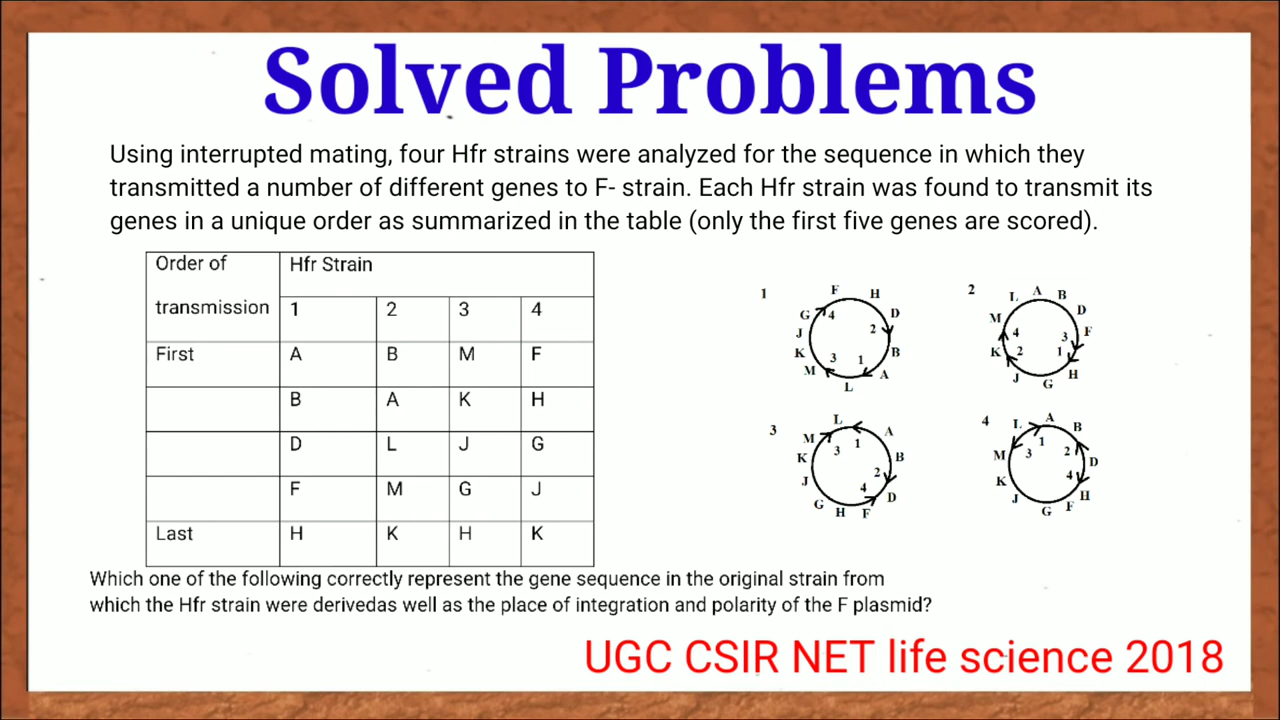 Solved Problems
Using interrupted mating, four Hfr strains were analyzed for the sequence in which they
transmitted a number of different genes to F- strain. Each Hfr strain was found to transmit its
genes in a unique order as summarized in the table (only the first five genes are scored).
Order of transmission Hfr Strain
1 2 3 4
First A B M F
B A K H
D L J G
F M G J
Last H K H K
1
F H
G 4 D
J 2
K B
3 1
M A
L
2
L A B
M D
4 3 F
K 2 1
J H
G
3
L
M A
3 1
K B
J 2
4 D
G H F
4
L A
B
1 2
M 3 D
4
K H
J G F
Which one of the following correctly represent the gene sequence in the original strain from
which the Hfr strain were derivedas well as the place of integration and polarity of the F plasmid?
UGC CSIR NET life science 2018